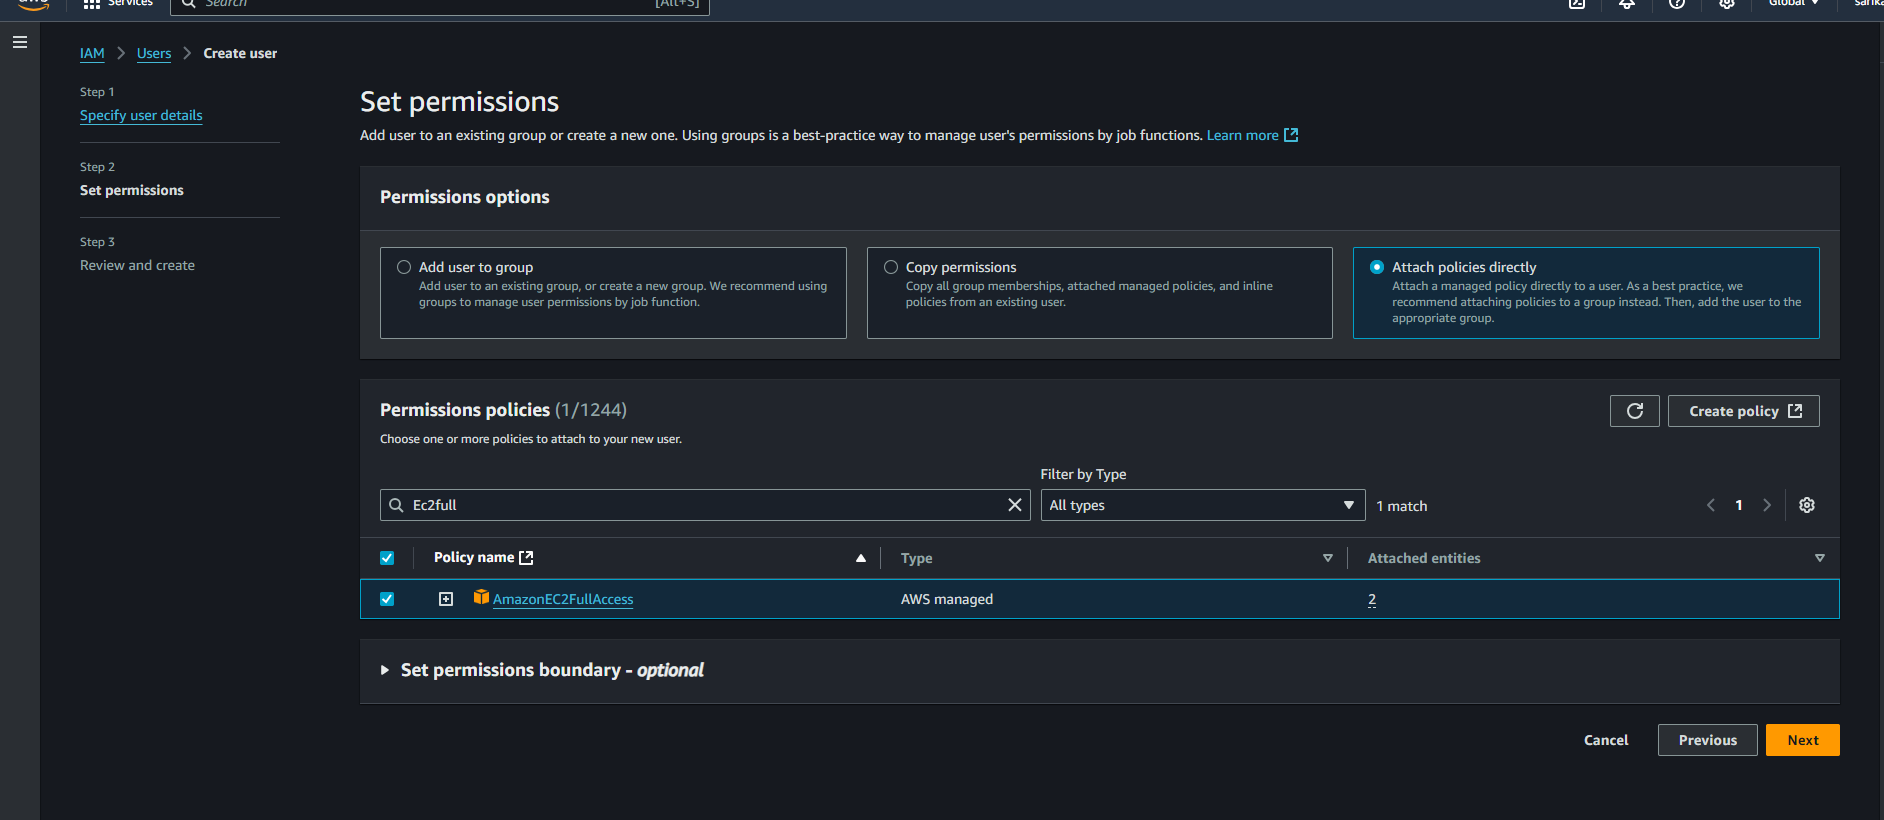 aws
Services
Search
[Alt+S]
Global
IAM > Users > Create user
Step 1
Specify user details
Step 2
Set permissions
Step 3
Review and create
Set permissions
Add user to an existing group or create a new one. Using groups is a best-practice way to manage user's permissions by job functions. Learn more
Permissions options
Add user to group
Add user to an existing group, or create a new group. We recommend using
groups to manage user permissions by job function.
Copy permissions
Copy all group memberships, attached managed policies, and inline
policies from an existing user.
Attach policies directly
Attach a managed policy directly to a user. As a best practice, we
recommend attaching policies to a group instead. Then, add the user to the
appropriate group.
Permissions policies (1/1244)
Create policy
Choose one or more policies to attach to your new user.
Filter by Type
Ec2full
All types
1 match
1
Policy name
Type
Attached entities
AmazonEC2FullAccess
AWS managed
2
Set permissions boundary - optional
Cancel
Previous
Next